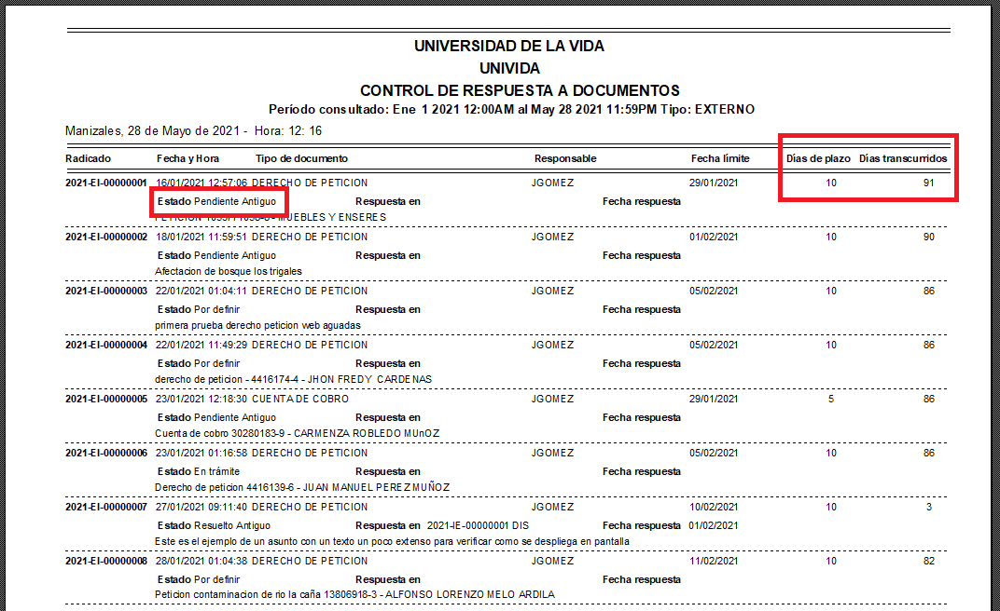 UNIVERSIDAD DE LA VIDA
UNIVIDA
CONTROL DE RESPUESTA A DOCUMENTOS
Período consultado: Ene 1 2021 12:00AM al May 28 2021 11:59PM Tipo: EXTERNO
Manizales, 28 de Mayo de 2021 - Hora: 12: 16
Radicado Fecha y Hora Tipo de documento Responsable Fecha límite Días de plazo Días transcurridos
2021-EI-00000001 16/01/2021 12:57:06 DERECHO DE PETICION JGOMEZ 29/01/2021 10 91
Estado Pendiente Antiguo Respuesta en Fecha respuesta
PETICION MUEBLES Y ENSERES
2021-EI-00000002 18/01/2021 11:59:51 DERECHO DE PETICION JGOMEZ 01/02/2021 10 90
Estado Pendiente Antiguo Respuesta en Fecha respuesta
Afectacion de bosque los trigales
2021-EI-00000003 22/01/2021 01:04:11 DERECHO DE PETICION JGOMEZ 05/02/2021 10 86
Estado Por definir Respuesta en Fecha respuesta
primera prueba derecho peticion web aguadas
2021-EI-00000004 22/01/2021 11:49:29 DERECHO DE PETICION JGOMEZ 05/02/2021 10 86
Estado Por definir Respuesta en Fecha respuesta
derecho de peticion - 4416174-4 - JHON FREDY CARDENAS
2021-EI-00000005 23/01/2021 12:18:30 CUENTA DE COBRO JGOMEZ 29/01/2021 5 86
Estado Pendiente Antiguo Respuesta en Fecha respuesta
Cuenta de cobro 30280183-9 - CARMENZA ROBLEDO MUnOZ
2021-EI-00000006 23/01/2021 01:16:58 DERECHO DE PETICION JGOMEZ 05/02/2021 10 86
Estado En trámite Respuesta en Fecha respuesta
Derecho de peticion 4416139-6 - JUAN MANUEL PEREZ MUÑOZ
2021-EI-00000007 27/01/2021 09:11:40 DERECHO DE PETICION JGOMEZ 10/02/2021 10 3
Estado Resuelto Antiguo Respuesta en 2021-IE-00000001 DIS Fecha respuesta 01/02/2021
Este es el ejemplo de un asunto con un texto un poco extenso para verificar como se despliega en pantalla
2021-EI-00000008 28/01/2021 01:04:38 DERECHO DE PETICION JGOMEZ 11/02/2021 10 82
Estado Por definir Respuesta en Fecha respuesta
Peticion contaminacion de rio la caña 13806918-3 - ALFONSO LORENZO MELO ARDILA